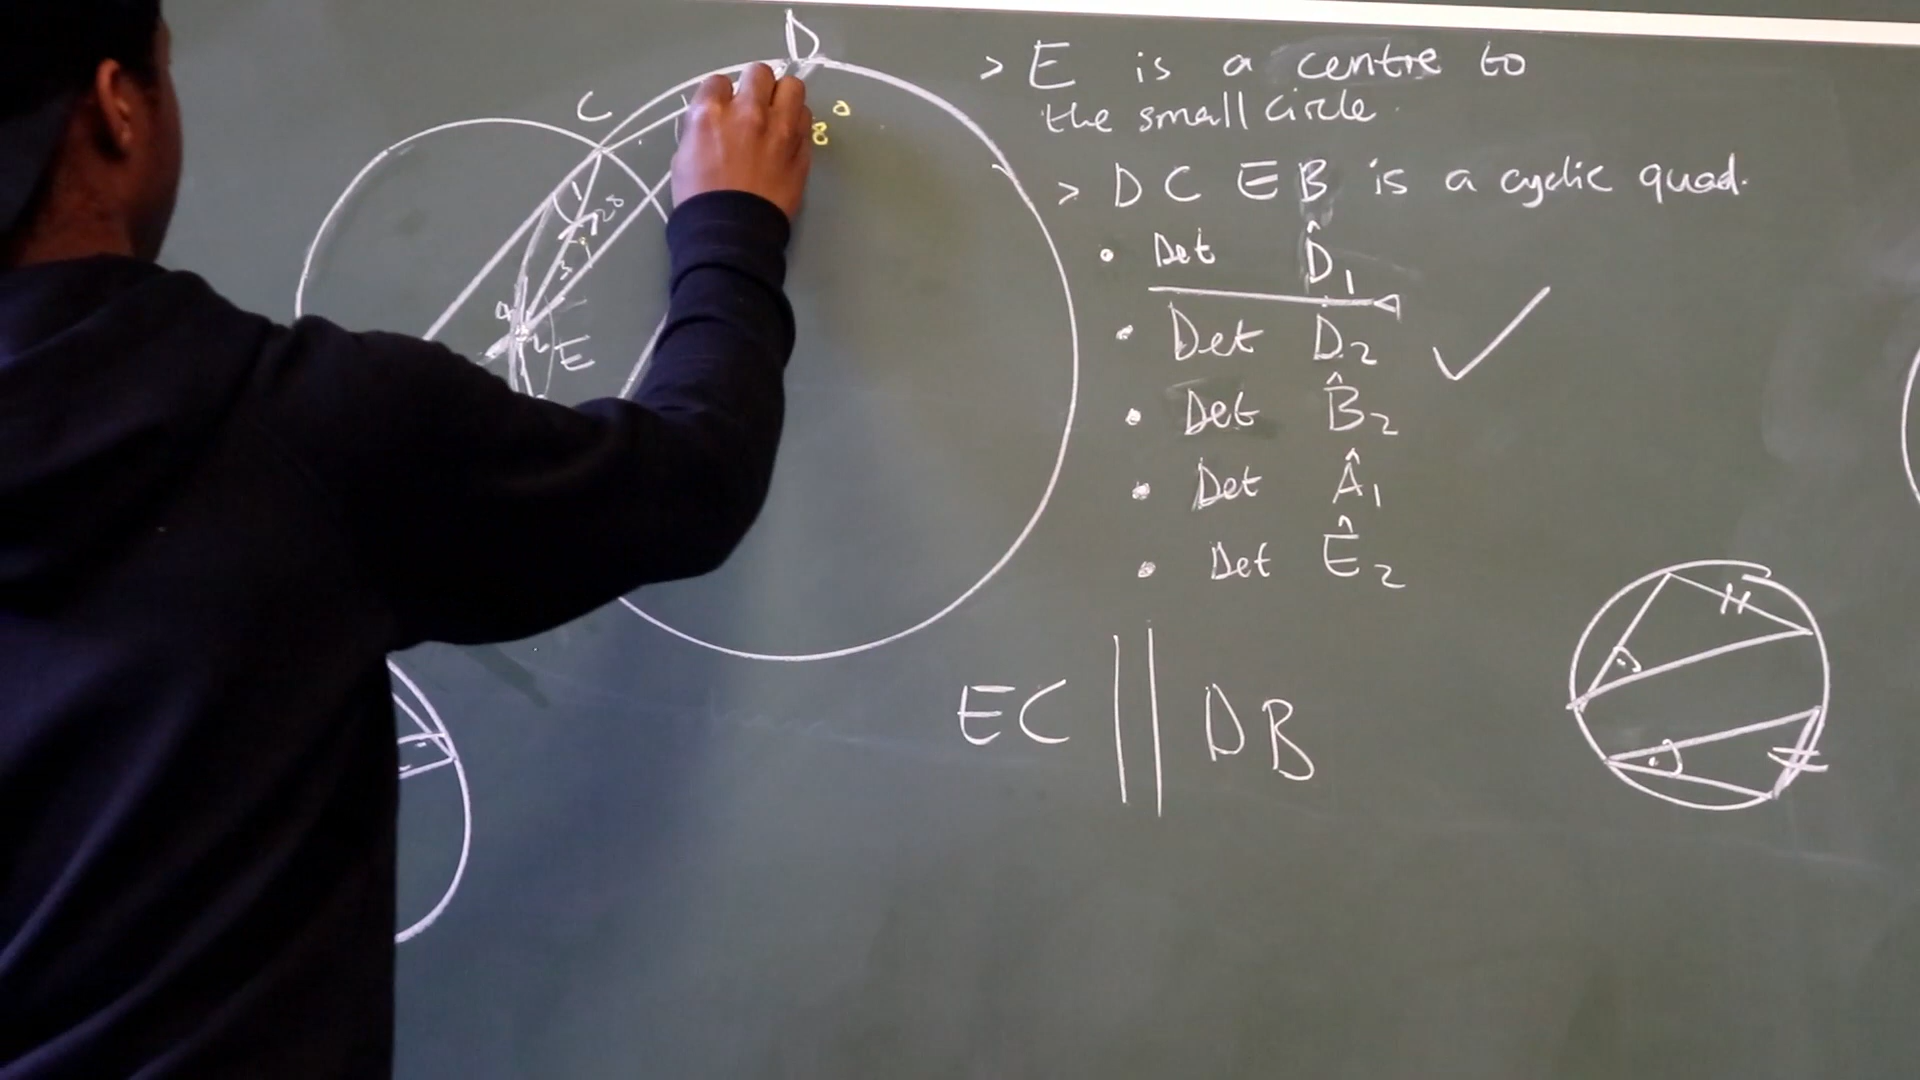 D
C
8°
E
> E is a centre to
the small circle.
> D C E B is a cyclic quad.
• Det D̂1
• Det D̂2 ✓
• Det B̂2
• Det Â1
• Det Ê2
EC || DB